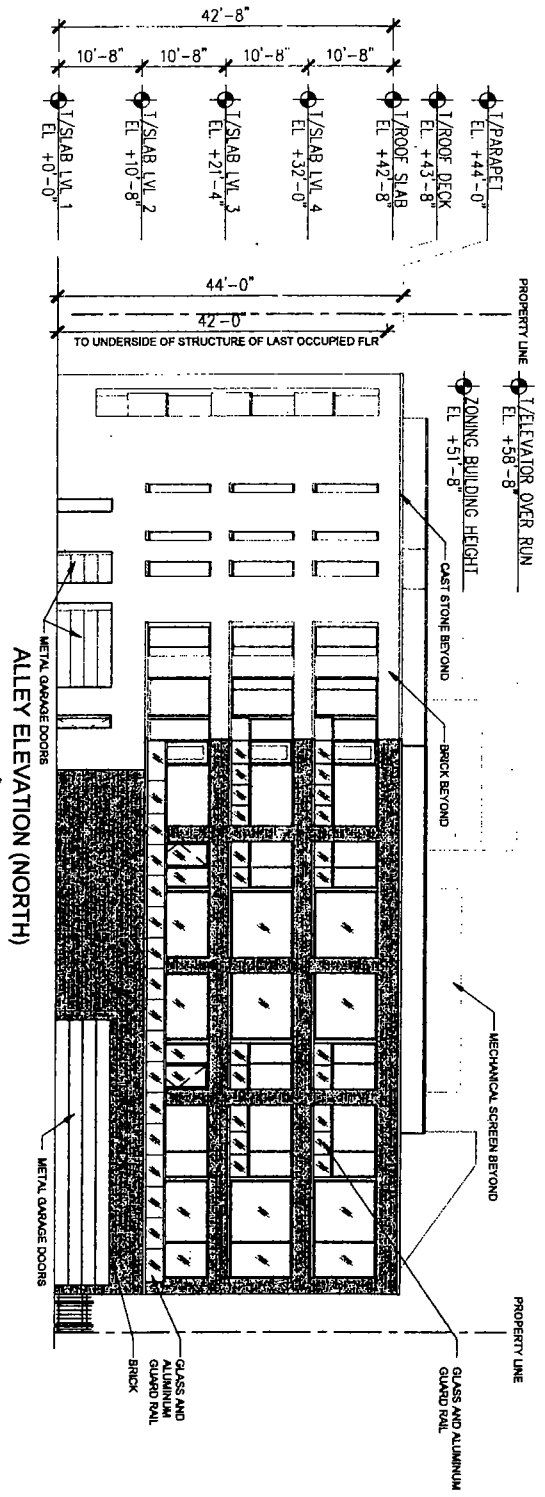 42'-8"
10'-8"
10'-8"
10'-8"
10'-8"
T/PARAPET
EL. +44'-0"
T/ROOF DECK
EL. +43'-8"
T/ROOF SLAB
EL. +42'-8"
T/SLAB LVL 4
EL. +32'-0"
T/SLAB LVL 3
EL. +21'-4"
T/SLAB LVL 2
EL. +10'-8"
T/SLAB LVL 1
EL. +0'-0"
44'-0"
42'-0"
TO UNDERSIDE OF STRUCTURE OF LAST OCCUPIED FLR
PROPERTY LINE
T/ELEVATOR OVER RUN
EL. +58'-8"
ZONING BUILDING HEIGHT
EL. +51'-8"
CAST STONE BEYOND
BRICK BEYOND
MECHANICAL SCREEN BEYOND
PROPERTY LINE
GLASS AND ALUMINUM
GUARD RAIL
GLASS AND
ALUMINUM
GUARD RAIL
BRICK
METAL GARAGE DOORS
METAL GARAGE DOORS
ALLEY ELEVATION (NORTH)